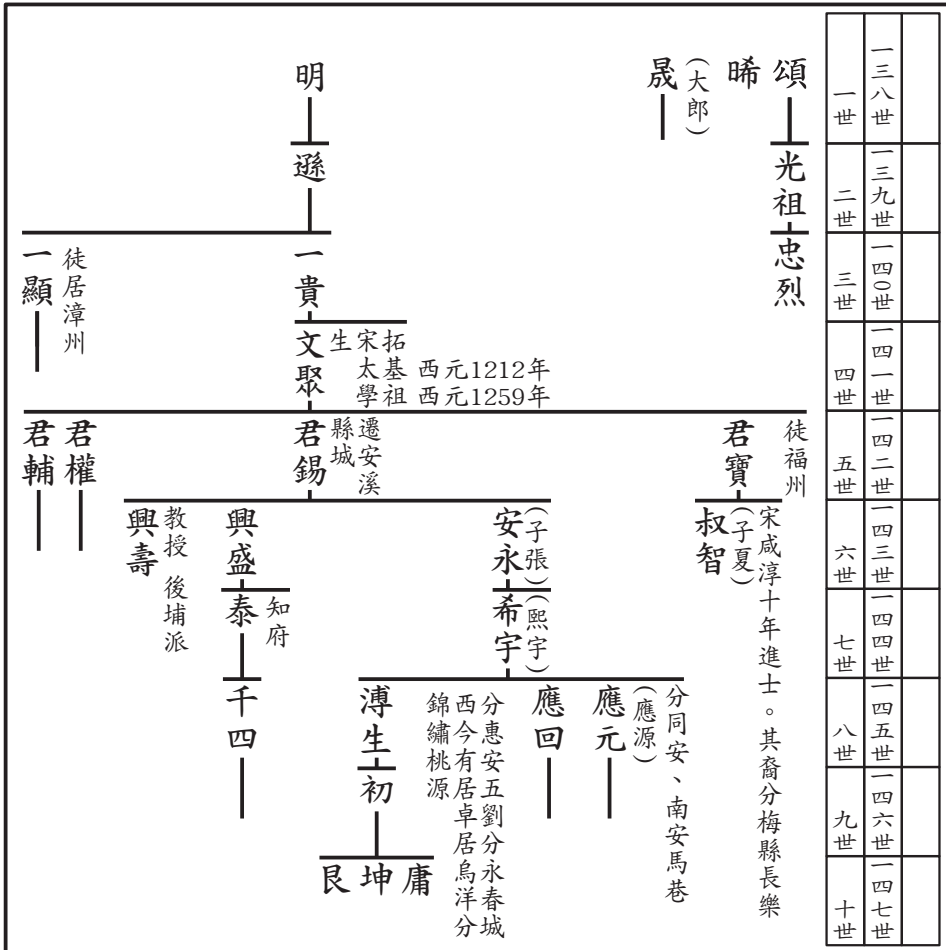 一三八世
一世
頌
晞
晟
(大郎)
明
一三九世
二世
光祖
遜
一四〇世
三世
忠烈
一貴
一顯
徒居漳州
一四一世
四世
文聚
拓基祖
宋太學
生
西元1212年
西元1259年
一四二世
五世
君寶
徒福州
君錫
遷安溪
縣城
君權
君輔
一四三世
六世
叔智
(子夏)
宋咸淳十年進士。其裔分梅縣長樂
安永
(子張)
興盛
興壽
教授 後埔派
一四四世
七世
希宇
(熙宇)
泰
知府
一四五世
八世
應元
(應源)
分同安、南安馬巷
應回
溥生
分惠安五劉分永春城
西今有居卓居烏洋分
錦繡桃源
千四
一四六世
九世
初
一四七世
十世
庸
坤
艮